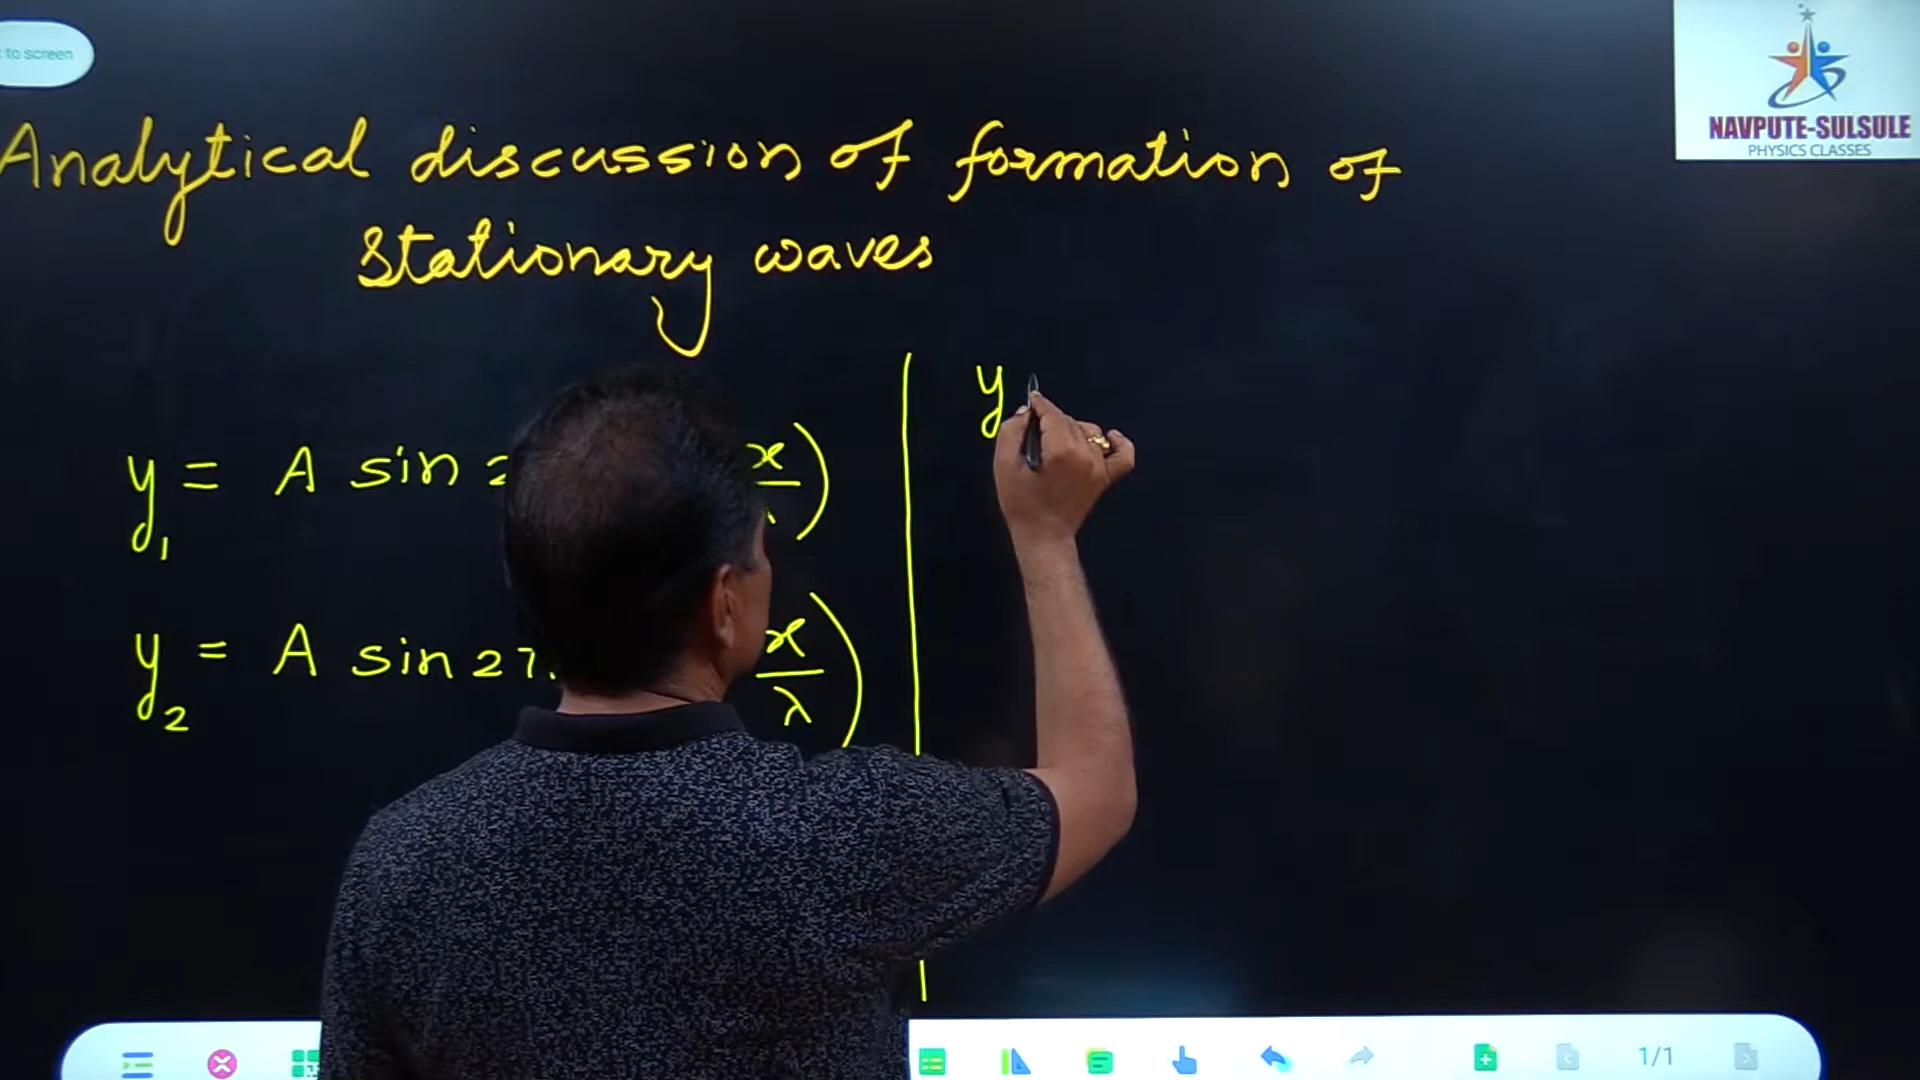 to screen
NAVPUTE-SULSULE
PHYSICS CLASSES
Analytical discussion of formation of
Stationary waves
y₁ = A sin 2 x/λ)
y₂ = A sin 2π x/λ)
y
1/1